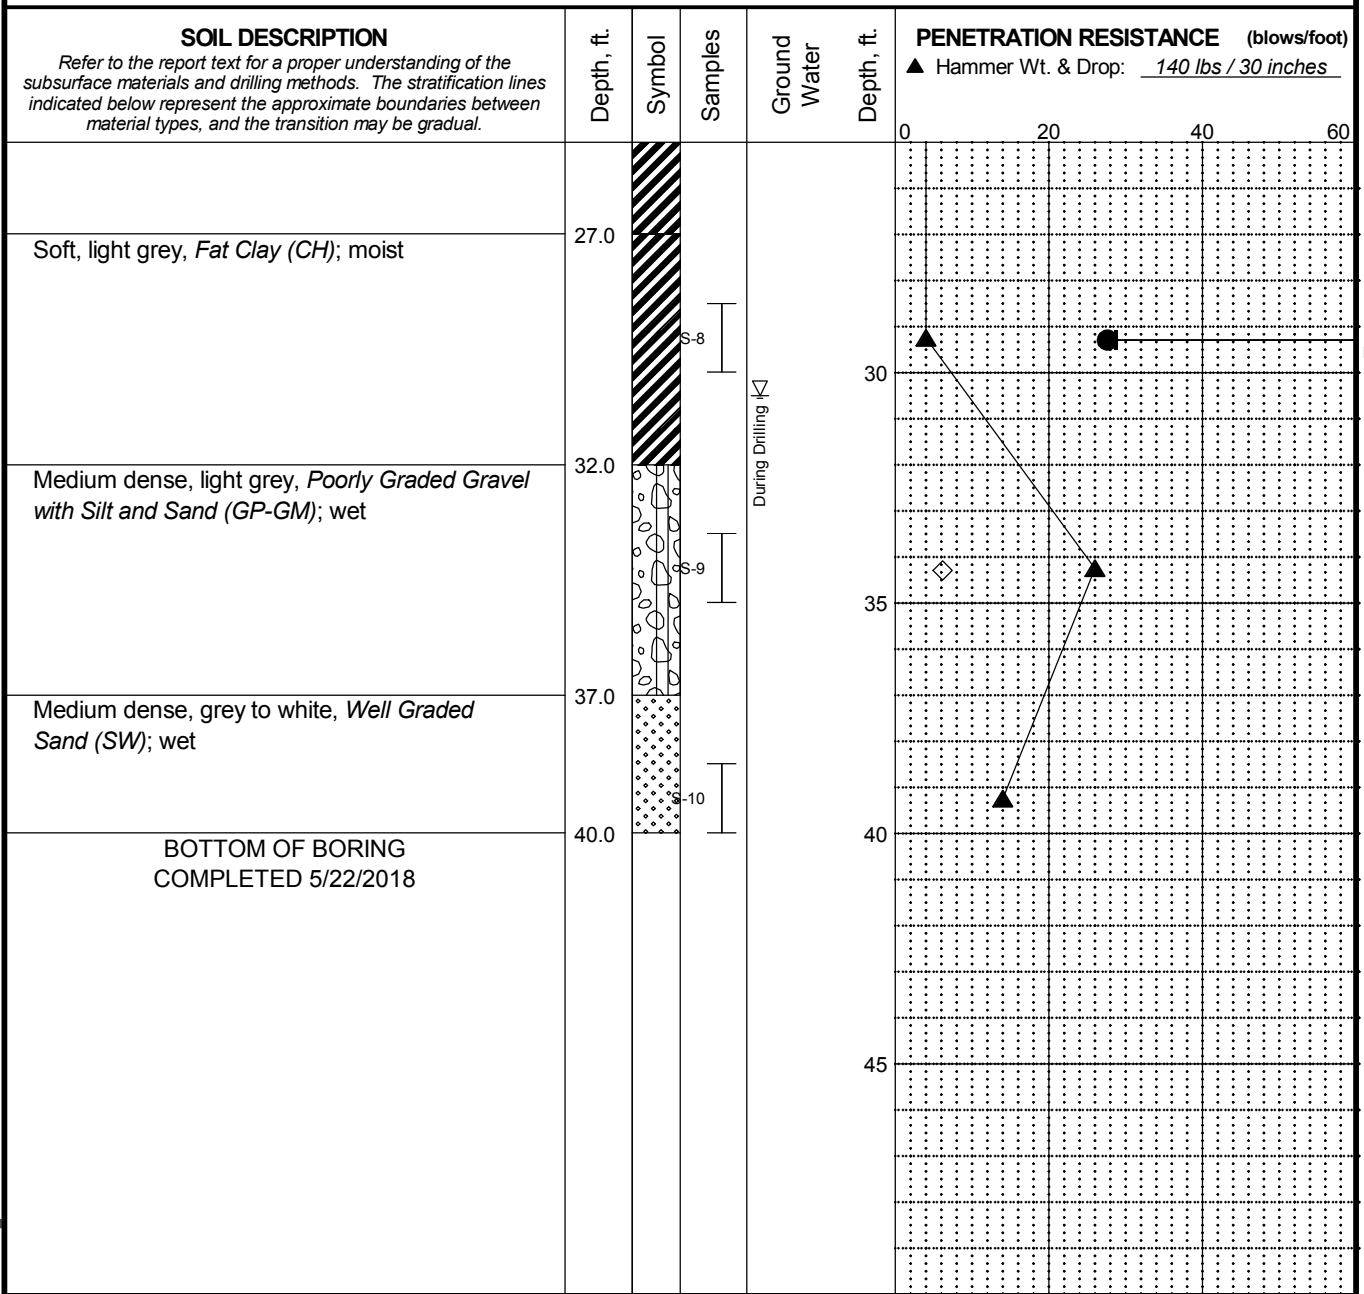 SOIL DESCRIPTION
Refer to the report text for a proper understanding of the
subsurface materials and drilling methods. The stratification lines
indicated below represent the approximate boundaries between
material types, and the transition may be gradual.
Depth, ft.
Symbol
Samples
Ground
Water
Depth, ft.
PENETRATION RESISTANCE (blows/foot)
▲ Hammer Wt. & Drop: 140 lbs / 30 inches
0 20 40 60
27.0
Soft, light grey, Fat Clay (CH); moist
S-8
30
During Drilling
32.0
Medium dense, light grey, Poorly Graded Gravel
with Silt and Sand (GP-GM); wet
S-9
35
37.0
Medium dense, grey to white, Well Graded
Sand (SW); wet
S-10
40.0
40
BOTTOM OF BORING
COMPLETED 5/22/2018
45